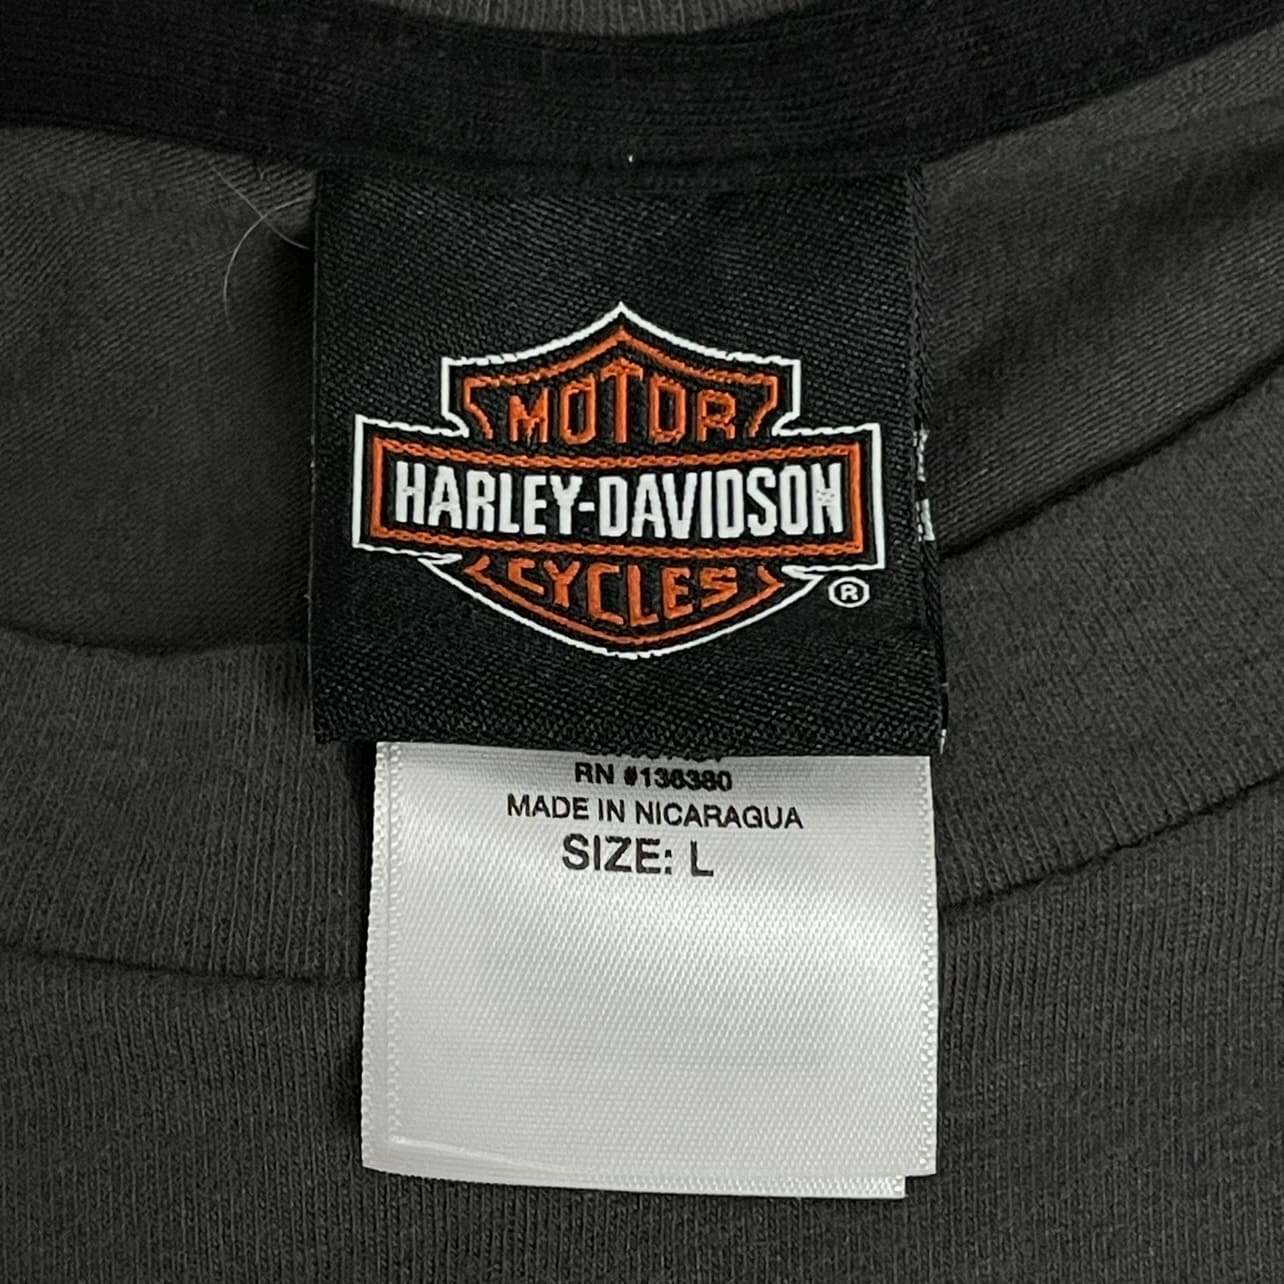 MOTOR
HARLEY-DAVIDSON
CYCLES
®
RN #136380
MADE IN NICARAGUA
SIZE: L